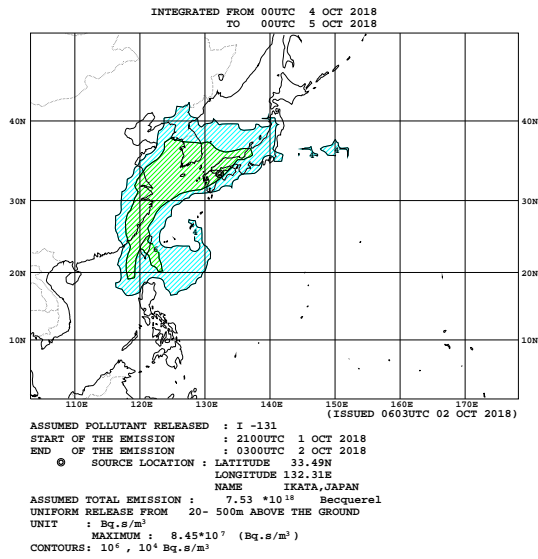 INTEGRATED FROM 00UTC 4 OCT 2018
TO 00UTC 5 OCT 2018
40N 40N
30N 30N
20N 20N
10N 10N
110E 120E 130E 140E 150E 160E 170E
(ISSUED 0603UTC 02 OCT 2018)
ASSUMED POLLUTANT RELEASED : I -131
START OF THE EMISSION : 2100UTC 1 OCT 2018
END OF THE EMISSION : 0300UTC 2 OCT 2018
◎ SOURCE LOCATION : LATITUDE 33.49N
LONGITUDE 132.31E
NAME IKATA,JAPAN
ASSUMED TOTAL EMISSION : 7.53 *10¹⁸ Becquerel
UNIFORM RELEASE FROM 20- 500m ABOVE THE GROUND
UNIT : Bq.s/m³
MAXIMUM : 8.45*10⁷ (Bq.s/m³)
CONTOURS: 10⁶ , 10⁴ Bq.s/m³